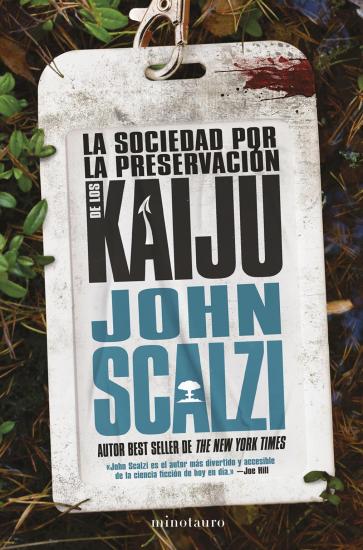 LA SOCIEDAD POR
LA PRESERVACIÓN
DE LOS
KAIJU
JOHN
SCALZI
AUTOR BEST SELLER DE THE NEW YORK TIMES
«John Scalzi es el autor más divertido y accesible
de la ciencia ficción de hoy en día.» —Joe Hill
minotauro